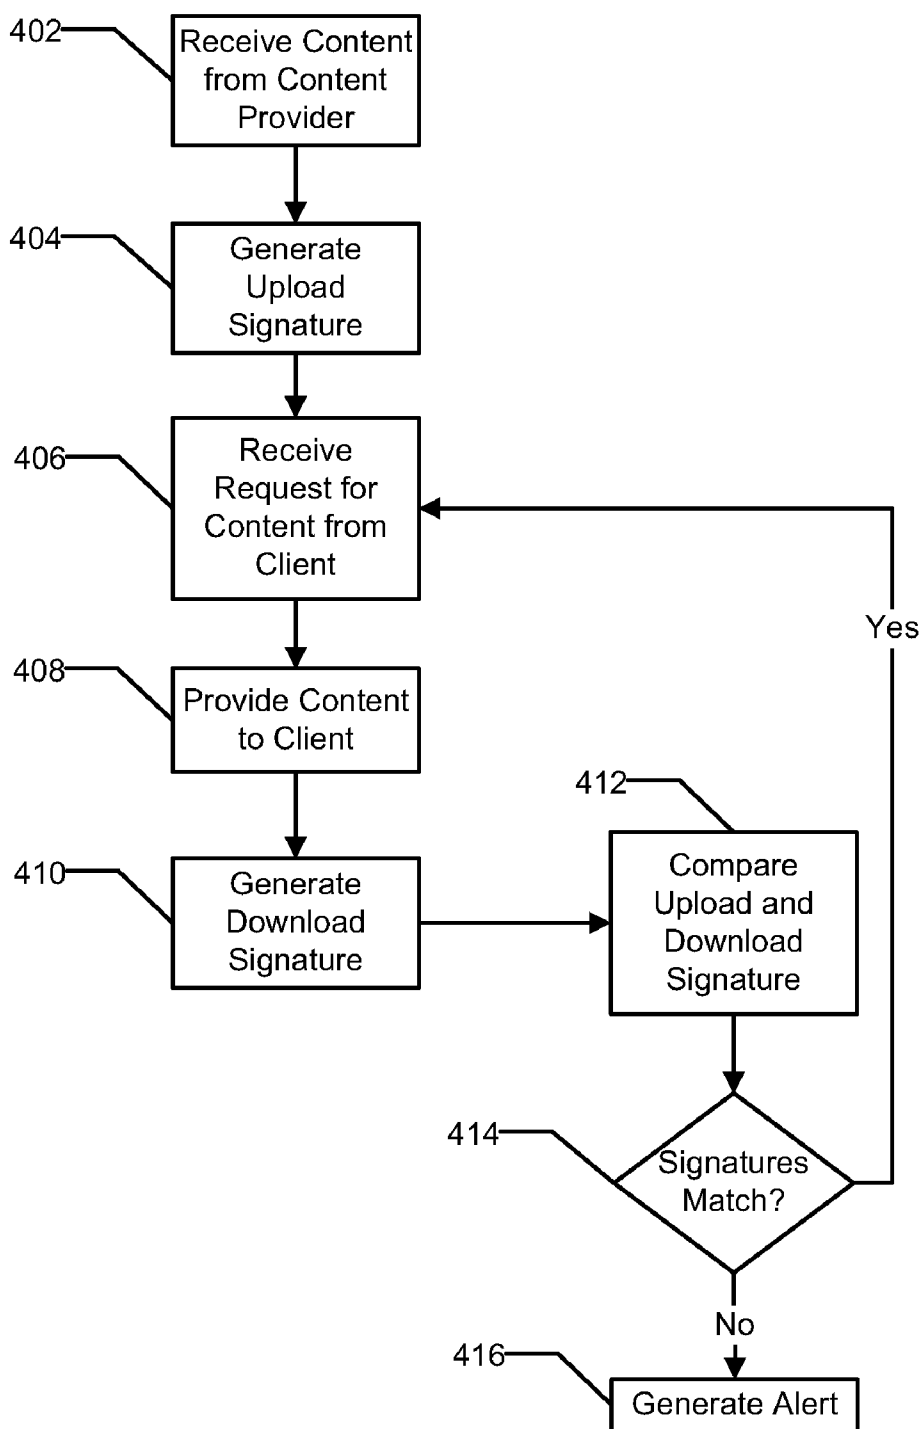 402
Receive Content
from Content
Provider
404
Generate
Upload
Signature
406
Receive
Request for
Content from
Client
Yes
408
Provide Content
to Client
410
Generate
Download
Signature
412
Compare
Upload and
Download
Signature
414
Signatures
Match?
No
416
Generate Alert